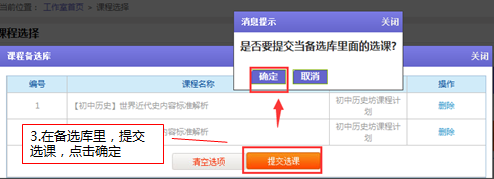 当前位置： 工作室首页 > 课程选择
课程选择
消息提示 关闭
是否要提交当备选库里面的选课?
确定 取消
课程备选库 关闭
编号 课程名称 操作
1 【初中历史】世界近代史内容标准解析 初中历史坊课程计划 删除
容标准解析 初中历史坊课程计划 删除
3.在备选库里，提交
选课，点击确定
清空选项 提交选课